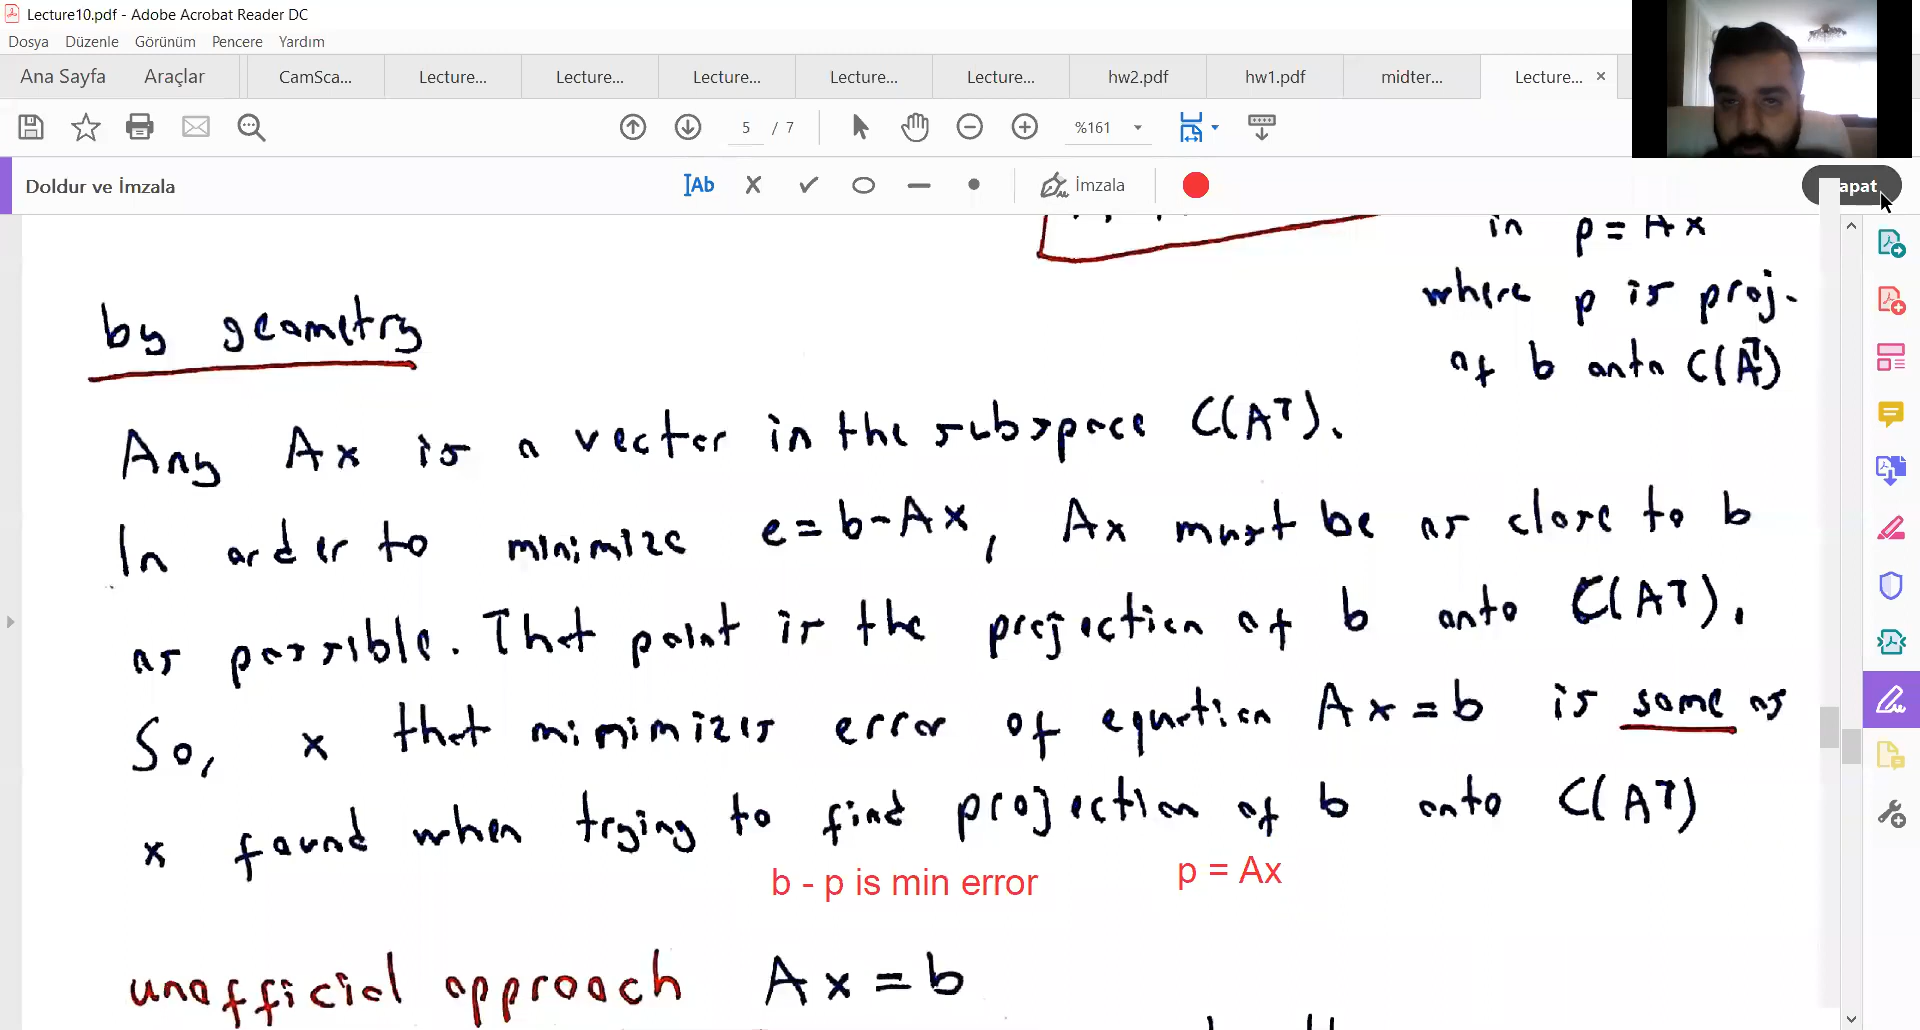 Lecture10.pdf - Adobe Acrobat Reader DC
Dosya Düzenle Görünüm Pencere Yardım
Ana Sayfa Araçlar CamSca... Lecture... Lecture... Lecture... Lecture... Lecture... hw2.pdf hw1.pdf midter... Lecture... ×
5 / 7 %161
Doldur ve İmzala Ab İmzala apat
in p = Ax
where p is proj.
of b onto C(Aᵀ)
by geometry
Any Ax is a vector in the subspace C(Aᵀ).
In order to minimize e = b - Ax, Ax must be as close to b
as possible. That point is the projection of b onto C(Aᵀ).
So, x that minimizes error of equation Ax = b is same as
x found when trying to find projection of b onto C(Aᵀ)
b - p is min error p = Ax
unofficial approach Ax = b